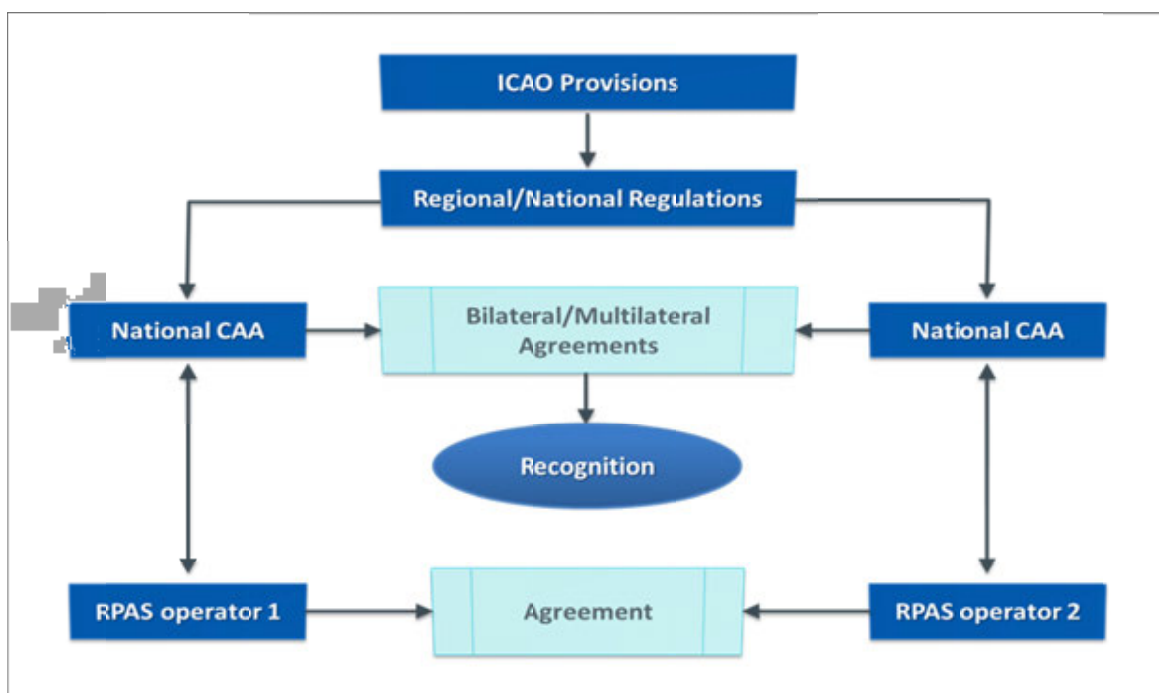 ICAO Provisions
Regional/National Regulations
National CAA
Bilateral/Multilateral
Agreements
National CAA
Recognition
RPAS operator 1
Agreement
RPAS operator 2